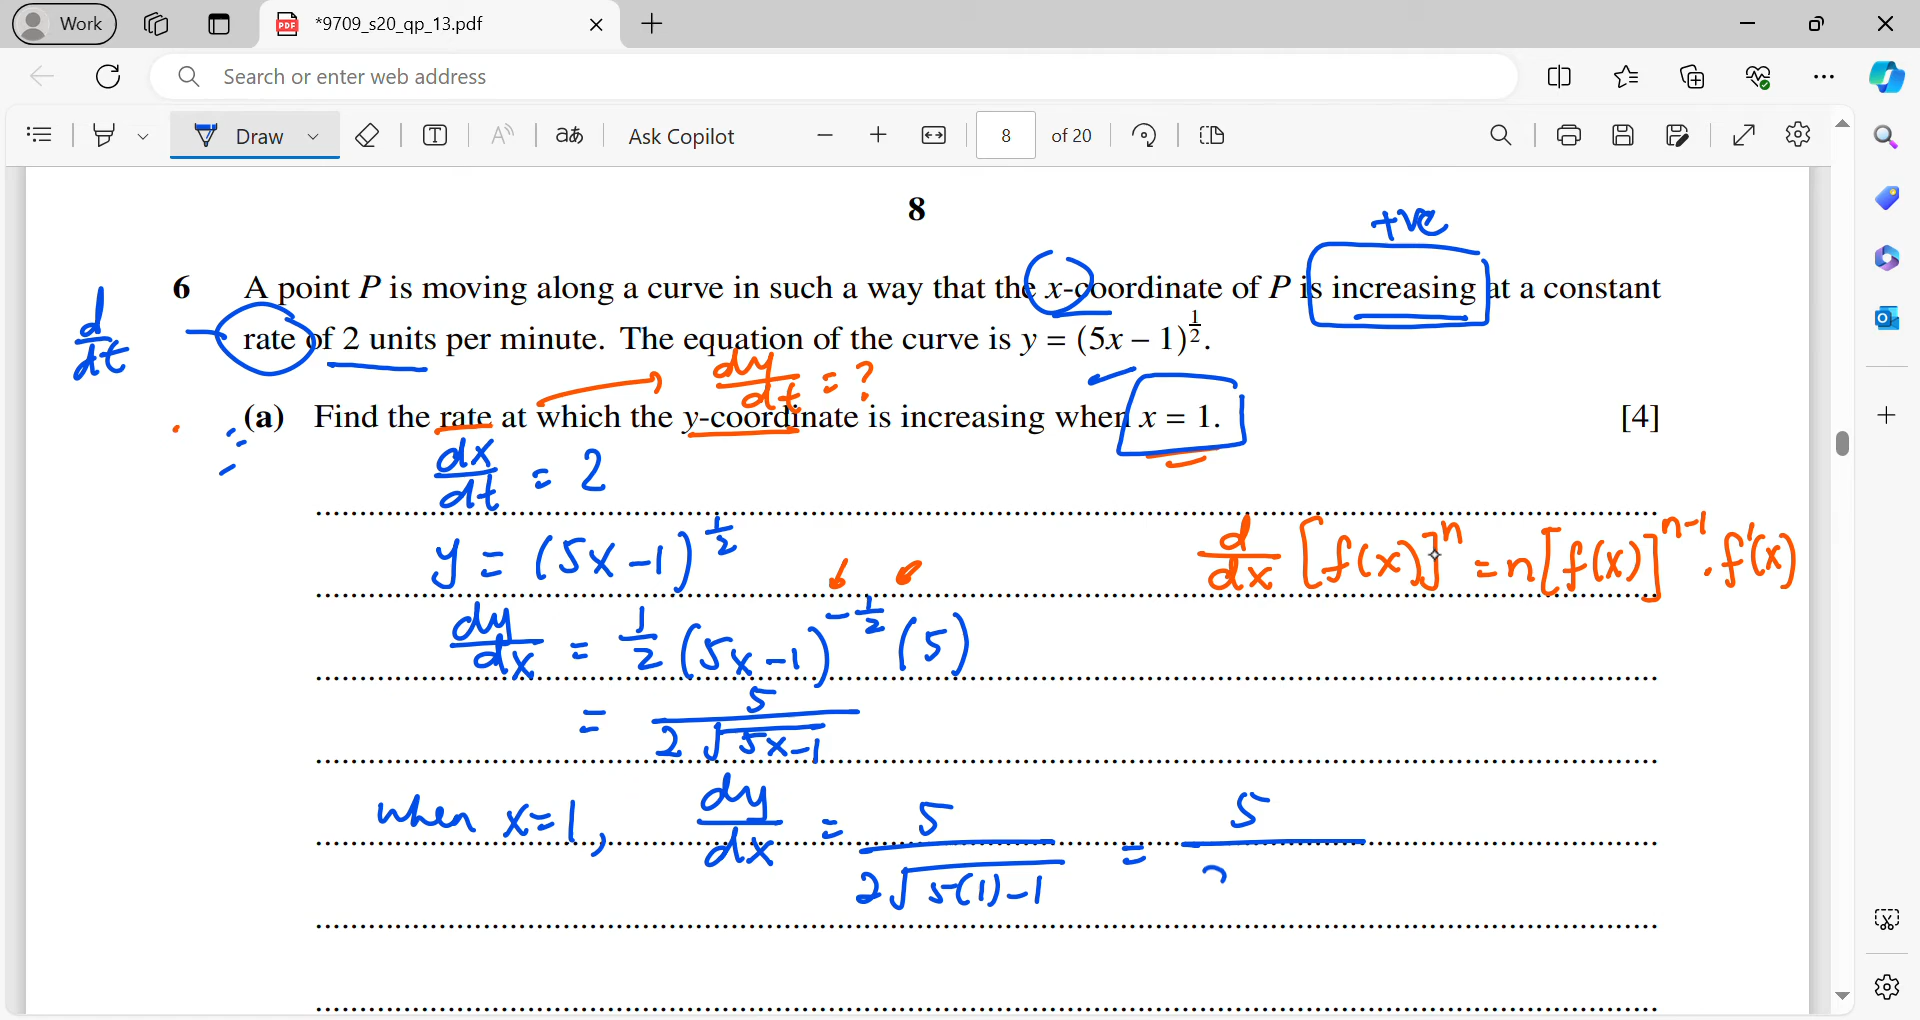 Work
*9709_s20_qp_13.pdf
Search or enter web address
Draw
Ask Copilot
8 of 20
8
+ve
6 A point P is moving along a curve in such a way that the x-coordinate of P is increasing at a constant
rate of 2 units per minute. The equation of the curve is y = (5x − 1)^{1/2}.
d/dt
dy/dt = ?
(a) Find the rate at which the y-coordinate is increasing when x = 1. [4]
dx/dt = 2
y = (5x-1)^{1/2}
d/dx [f(x)]^n = n[f(x)]^{n-1} . f'(x)
dy/dx = 1/2 (5x-1)^{-1/2} (5)
= 5/(2√(5x-1))
when x=1, dy/dx = 5/(2√(5(1)-1)) = 5/